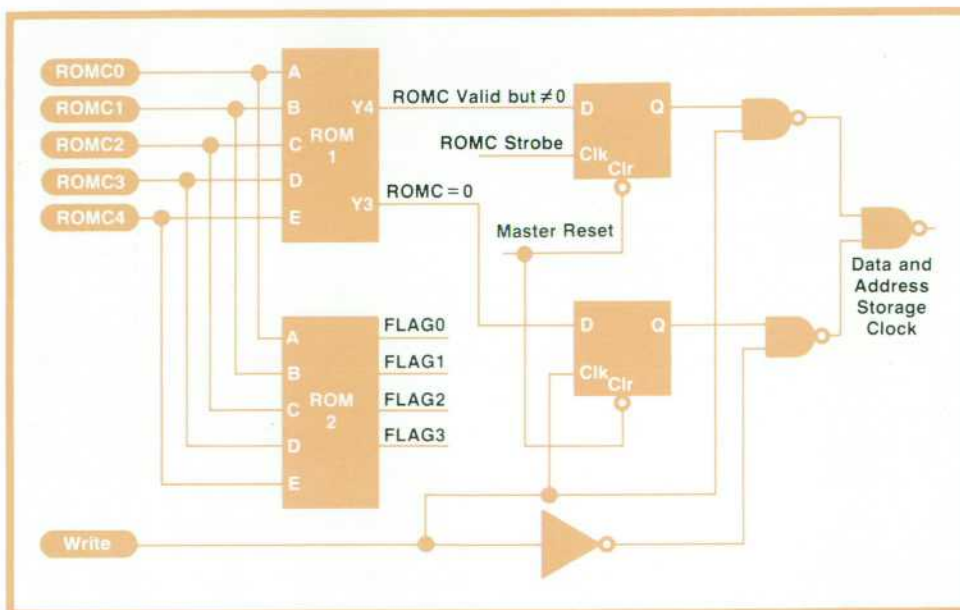 ROMC0
ROMC1
ROMC2
ROMC3
ROMC4
A
B
C
D
E
ROM
1
Y4
Y3
ROMC Valid but ≠0
ROMC Strobe
ROMC = 0
Master Reset
D
Q
Clk
Clr
D
Q
Clk
Clr
Data and
Address
Storage
Clock
A
B
C
D
E
ROM
2
FLAG0
FLAG1
FLAG2
FLAG3
Write